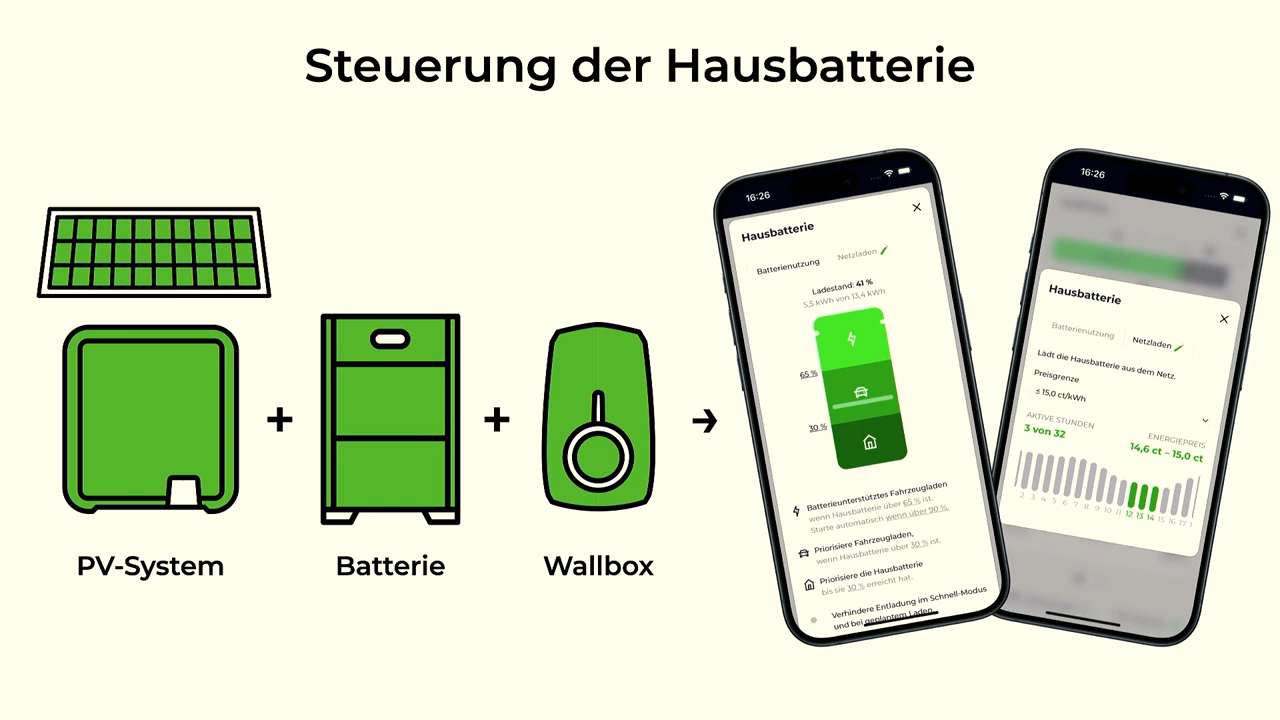 Steuerung der Hausbatterie
PV-System
+
Batterie
+
Wallbox
→
16:26
Hausbatterie
Batterienutzung Netzladen
Ladestand: 41 %
5,5 kWh von 13,4 kWh
65 %
30 %
Batterieunterstütztes Fahrzeugladen
wenn Hausbatterie über 65 % ist.
Starte automatisch wenn über 90 %.
Priorisiere Fahrzeugladen,
wenn Hausbatterie über 30 % ist.
Priorisiere die Hausbatterie
bis sie 30 % erreicht hat.
Verhindere Entladung im Schnell-Modus
und bei geplantem Laden.
16:26
Hausbatterie
Batterienutzung Netzladen
Lädt die Hausbatterie aus dem Netz.
Preisgrenze
≤ 15,0 ct/kWh
AKTIVE STUNDEN ENERGIEPREIS
3 von 32 14,6 ct – 15,0 ct
2 3 4 5 6 7 8 9 10 11 12 13 14 15 16 17 1